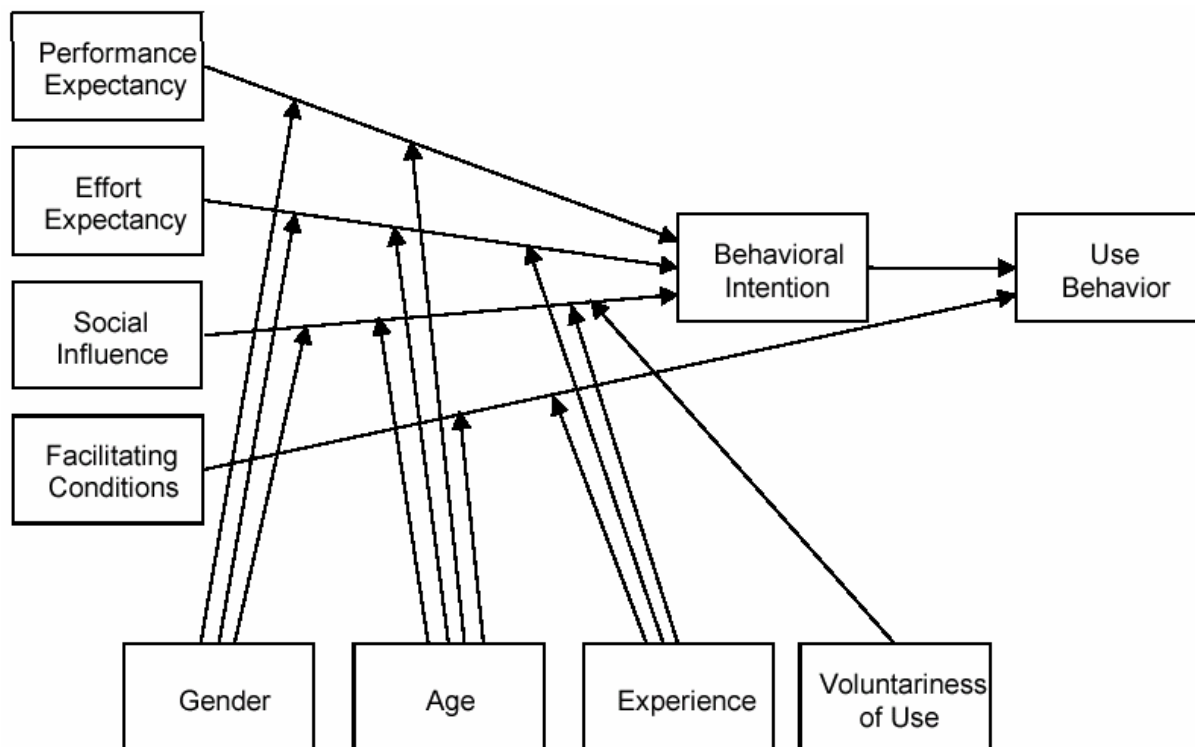 Performance
Expectancy
Effort
Expectancy
Social
Influence
Facilitating
Conditions
Behavioral
Intention
Use
Behavior
Gender
Age
Experience
Voluntariness
of Use